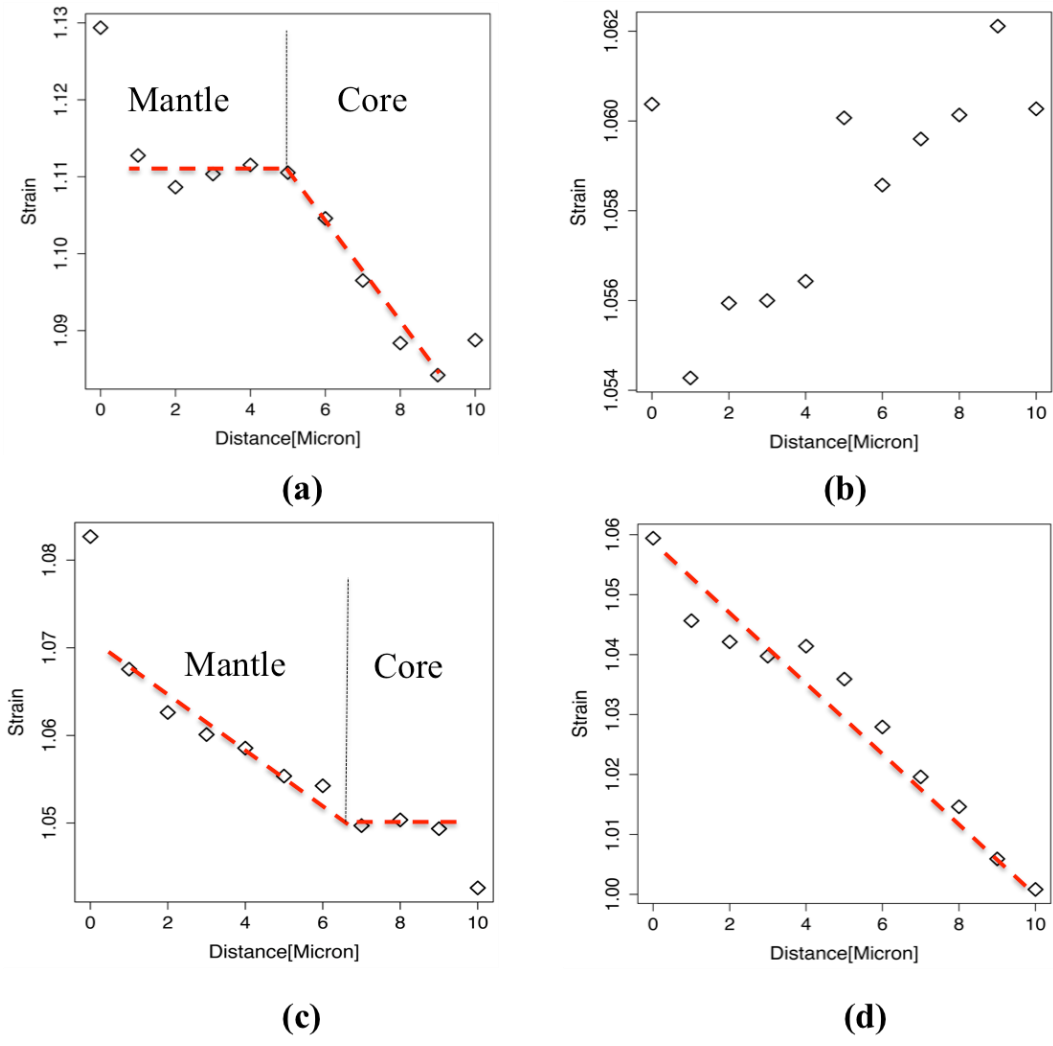 1.13
1.12
1.11
1.10
1.09
Strain
Mantle Core
0 2 4 6 8 10
Distance[Micron]
(a)
1.062
1.060
1.058
1.056
1.054
Strain
0 2 4 6 8 10
Distance[Micron]
(b)
1.08
1.07
1.06
1.05
Strain
Mantle Core
0 2 4 6 8 10
Distance[Micron]
(c)
1.06
1.05
1.04
1.03
1.02
1.01
1.00
Strain
0 2 4 6 8 10
Distance[Micron]
(d)